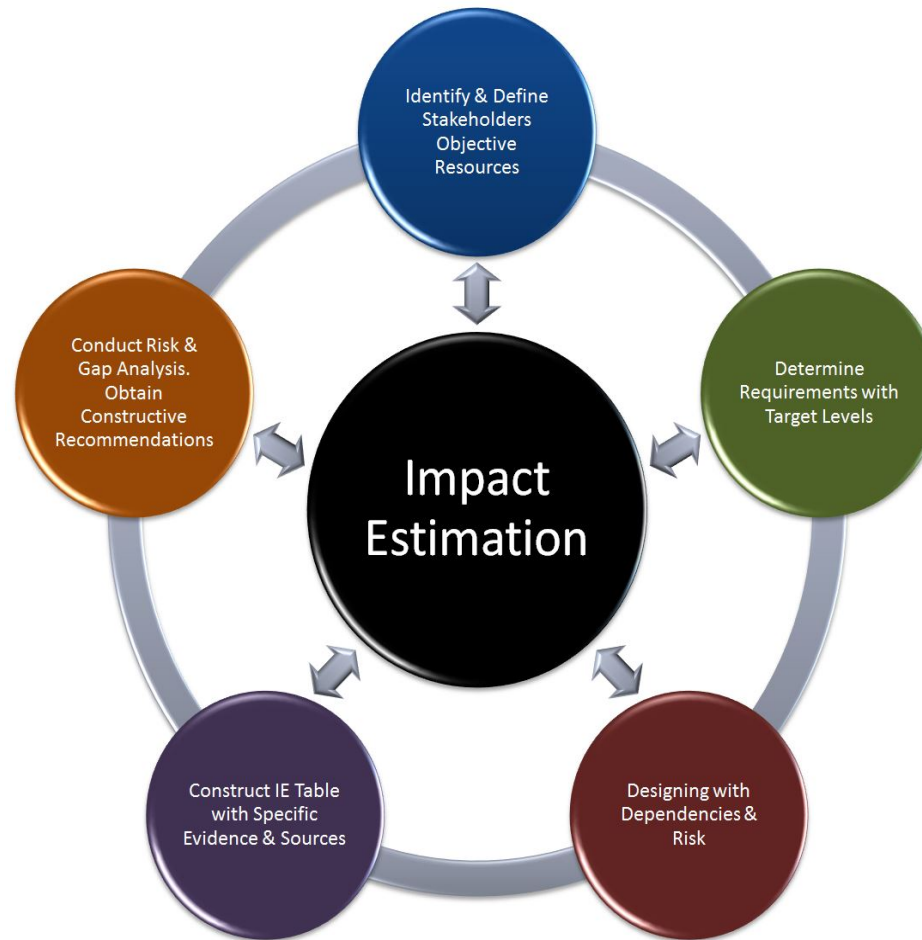 Identify & Define
Stakeholders
Objective
Resources
Determine
Requirements with
Target Levels
Designing with
Dependencies &
Risk
Construct IE Table
with Specific
Evidence & Sources
Conduct Risk &
Gap Analysis.
Obtain
Constructive
Recommendations
Impact
Estimation